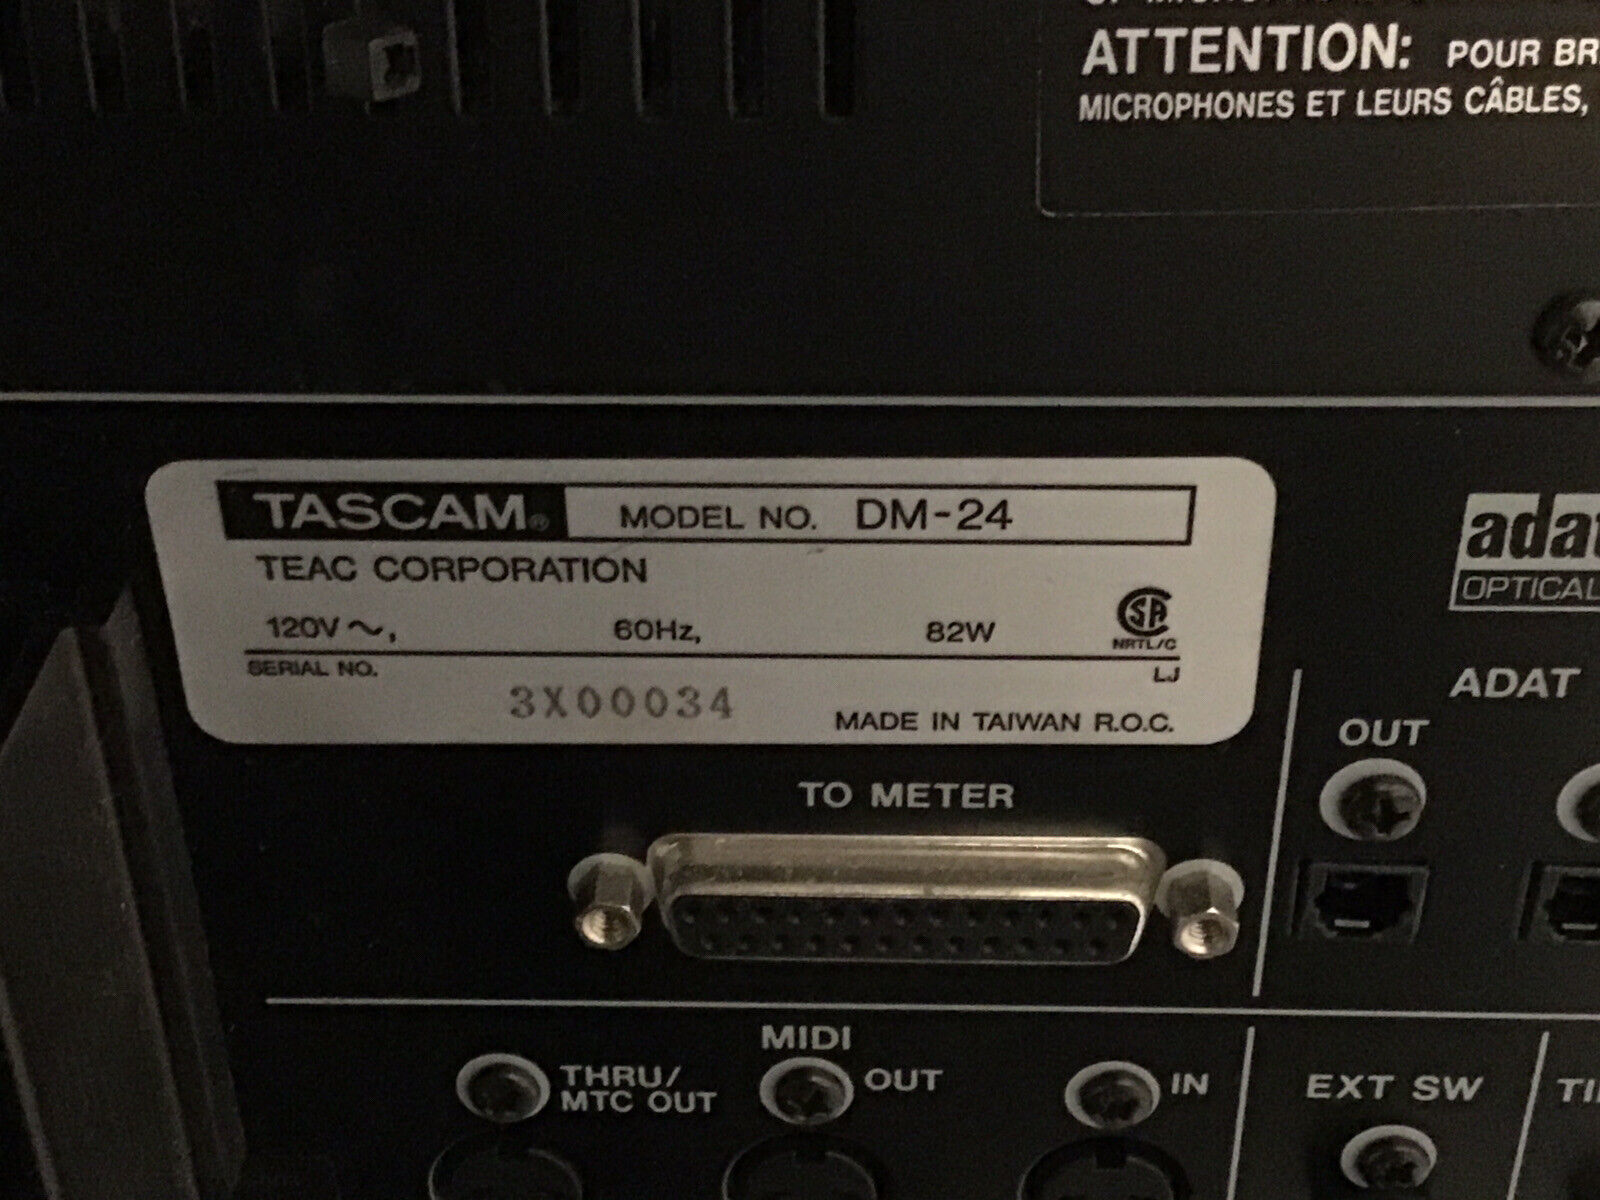 ATTENTION: POUR
MICROPHONES ET LEURS CÂBLES,
TASCAM® MODEL NO. DM-24
TEAC CORPORATION
120V～, 60Hz, 82W
NRTL/C
SERIAL NO. LJ
3X00034 MADE IN TAIWAN R.O.C.
adat
OPTICAL
ADAT
OUT
TO METER
MIDI
THRU/
MTC OUT
OUT
IN
EXT SW